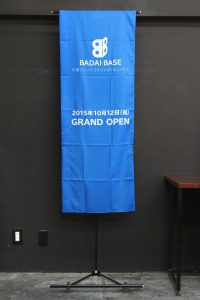 BADAI BASE
2015年10月12日(祝)
GRAND OPEN